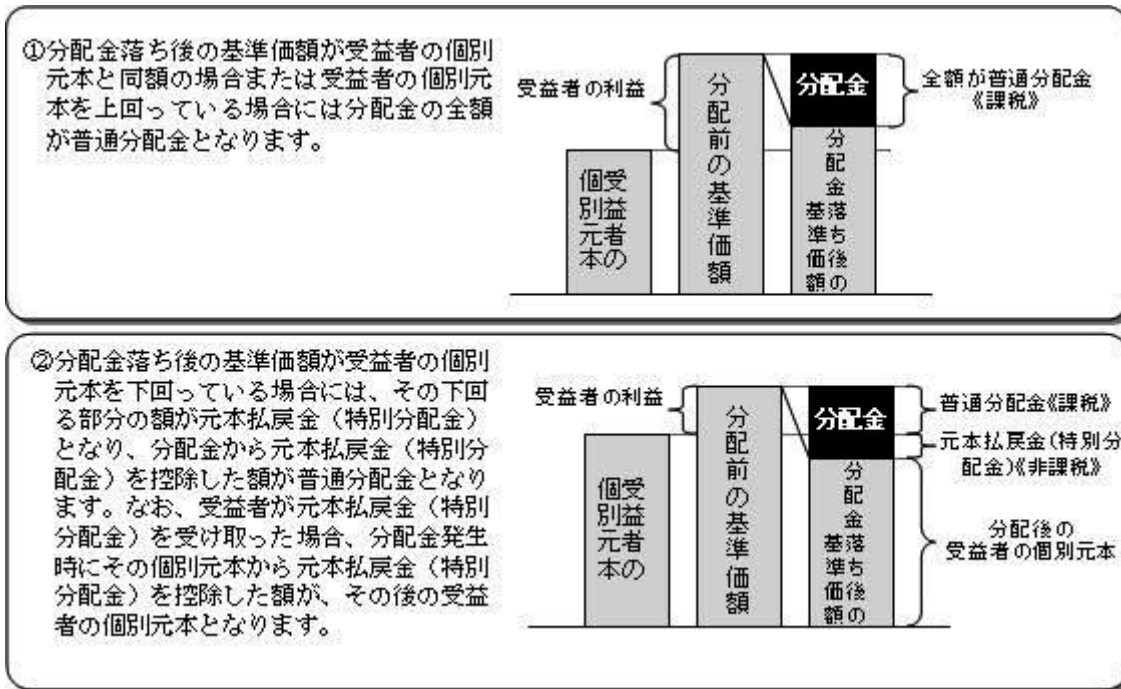 ①分配金落ち後の基準価額が受益者の個別
元本と同額の場合または受益者の個別元
本を上回っている場合には分配金の全額
が普通分配金となります。
受益者の利益
受益者の
個別元本
分配前の基準価額
分配金
分配金落ち後の
基準価額
全額が普通分配金
《課税》
②分配金落ち後の基準価額が受益者の個別
元本を下回っている場合には、その下回
る部分の額が元本払戻金（特別分配金）
となり、分配金から元本払戻金（特別分
配金）を控除した額が普通分配金となり
ます。なお、受益者が元本払戻金（特別
分配金）を受け取った場合、分配金発生
時にその個別元本から元本払戻金（特別
分配金）を控除した額が、その後の受益
者の個別元本となります。
受益者の利益
受益者の
個別元本
分配前の基準価額
分配金
分配金落ち後の
基準価額
普通分配金《課税》
元本払戻金(特別分
配金)《非課税》
分配後の
受益者の個別元本